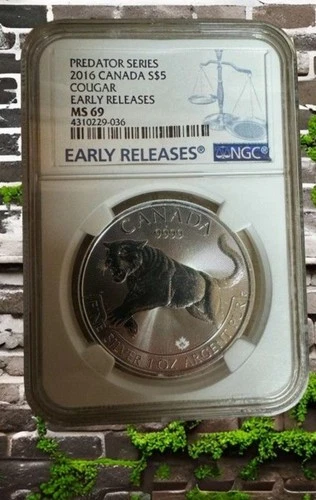 PREDATOR SERIES
2016 CANADA S$5
COUGAR
EARLY RELEASES
MS 69
4310229-036
EARLY RELEASES®
NGC®
CANADA
9999
FINE SILVER 1 OZ ARGENT PUR